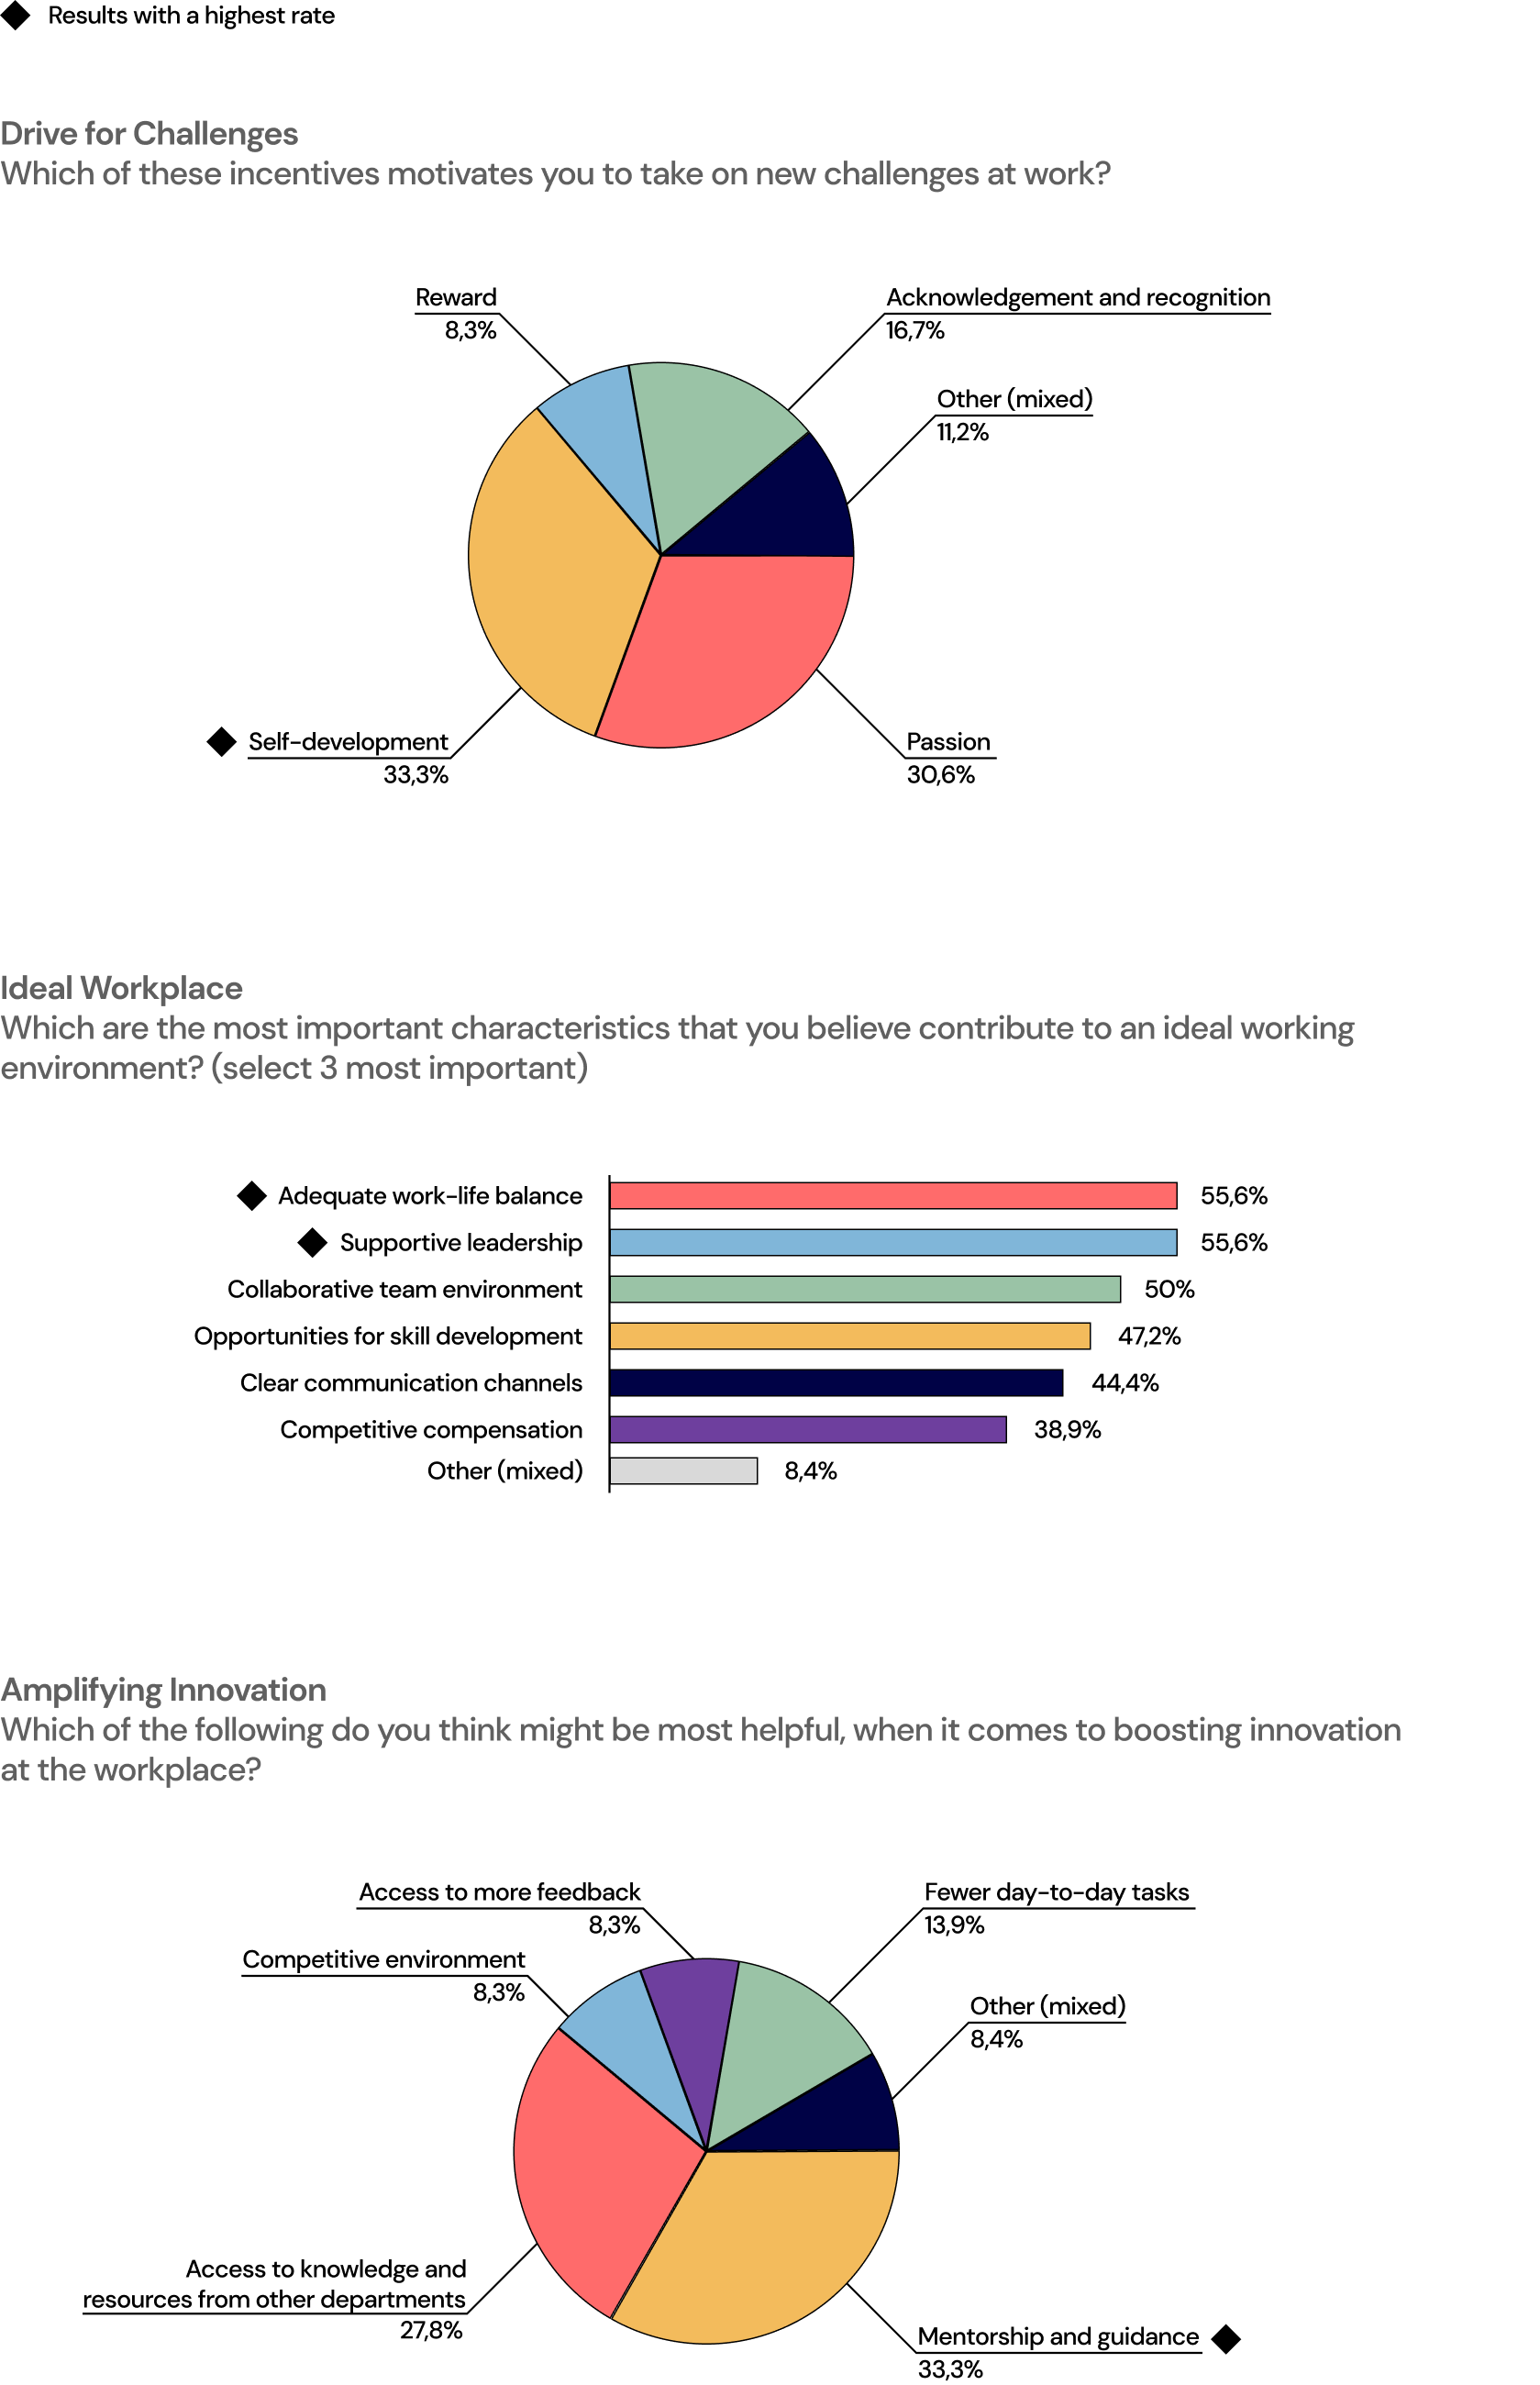 Results with a highest rate
Drive for Challenges
Which of these incentives motivates you to take on new challenges at work?
Reward
8,3%
Acknowledgement and recognition
16,7%
Other (mixed)
11,2%
Self-development
33,3%
Passion
30,6%
Ideal Workplace
Which are the most important characteristics that you believe contribute to an ideal working
environment? (select 3 most important)
Adequate work-life balance 55,6%
Supportive leadership 55,6%
Collaborative team environment 50%
Opportunities for skill development 47,2%
Clear communication channels 44,4%
Competitive compensation 38,9%
Other (mixed) 8,4%
Amplifying Innovation
Which of the following do you think might be most helpful, when it comes to boosting innovation
at the workplace?
Access to more feedback
8,3%
Fewer day-to-day tasks
13,9%
Competitive environment
8,3%
Other (mixed)
8,4%
Access to knowledge and
resources from other departments
27,8%
Mentorship and guidance
33,3%